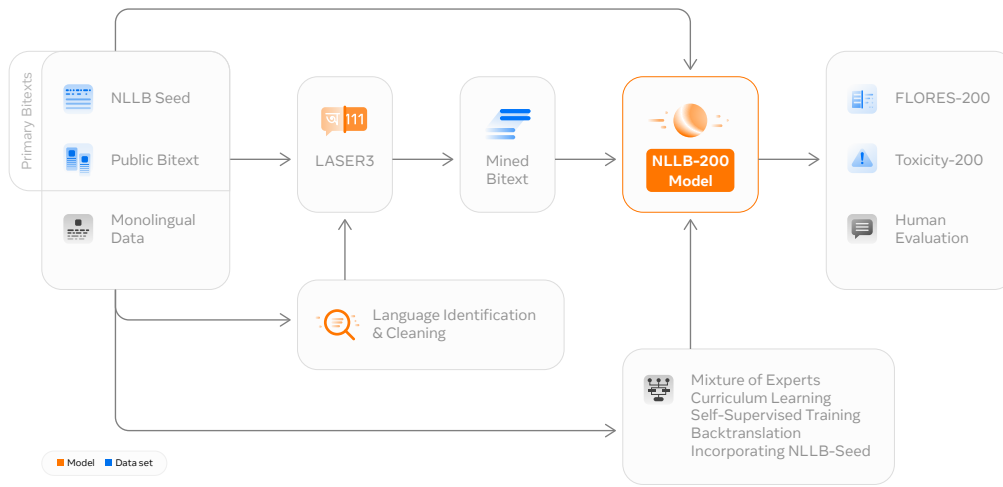 Primary Bitexts
NLLB Seed
Public Bitext
Monolingual
Data
অ 111
LASER3
Mined
Bitext
NLLB-200
Model
FLORES-200
Toxicity-200
Human
Evaluation
Language Identification
& Cleaning
Mixture of Experts
Curriculum Learning
Self-Supervised Training
Backtranslation
Incorporating NLLB-Seed
Model
Data set